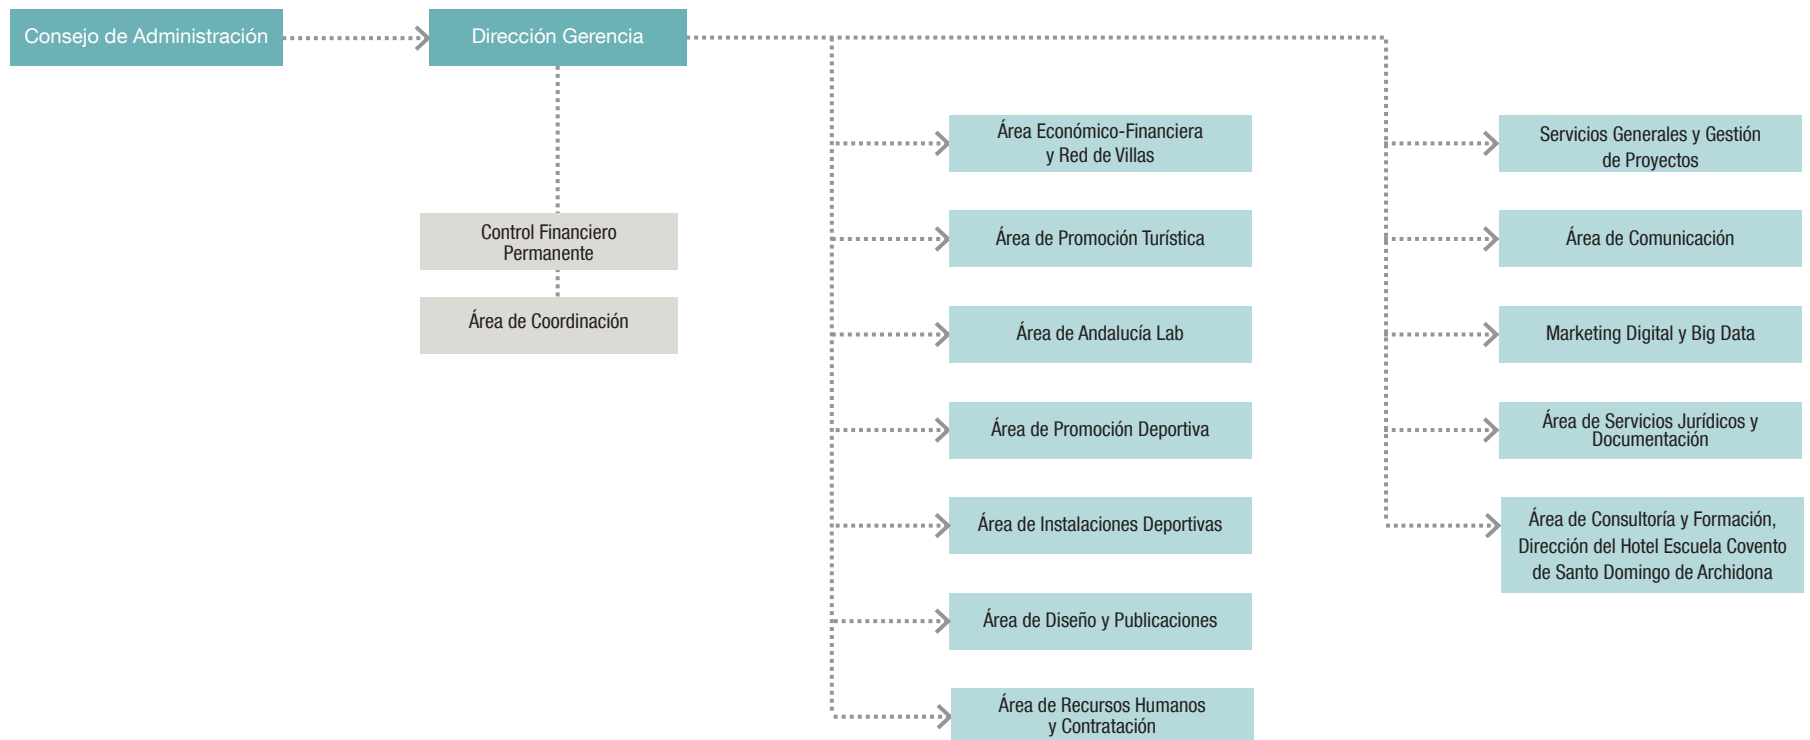 Consejo de Administración
Dirección Gerencia
Control Financiero
Permanente
Área de Coordinación
Área Económico-Financiera
y Red de Villas
Área de Promoción Turística
Área de Andalucía Lab
Área de Promoción Deportiva
Área de Instalaciones Deportivas
Área de Diseño y Publicaciones
Área de Recursos Humanos
y Contratación
Servicios Generales y Gestión
de Proyectos
Área de Comunicación
Marketing Digital y Big Data
Área de Servicios Jurídicos y
Documentación
Área de Consultoría y Formación,
Dirección del Hotel Escuela Covento
de Santo Domingo de Archidona